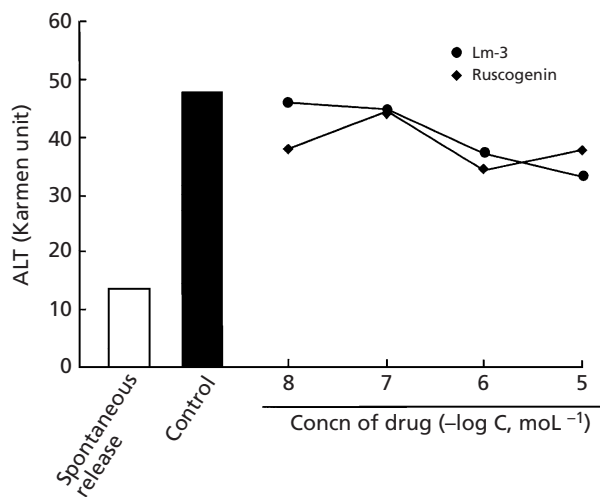 60
50
40
30
20
10
0
ALT (Karmen unit)
Lm-3
Ruscogenin
Spontaneous
release
Control
8 7 6 5
Concn of drug (–log C, moL ⁻¹)